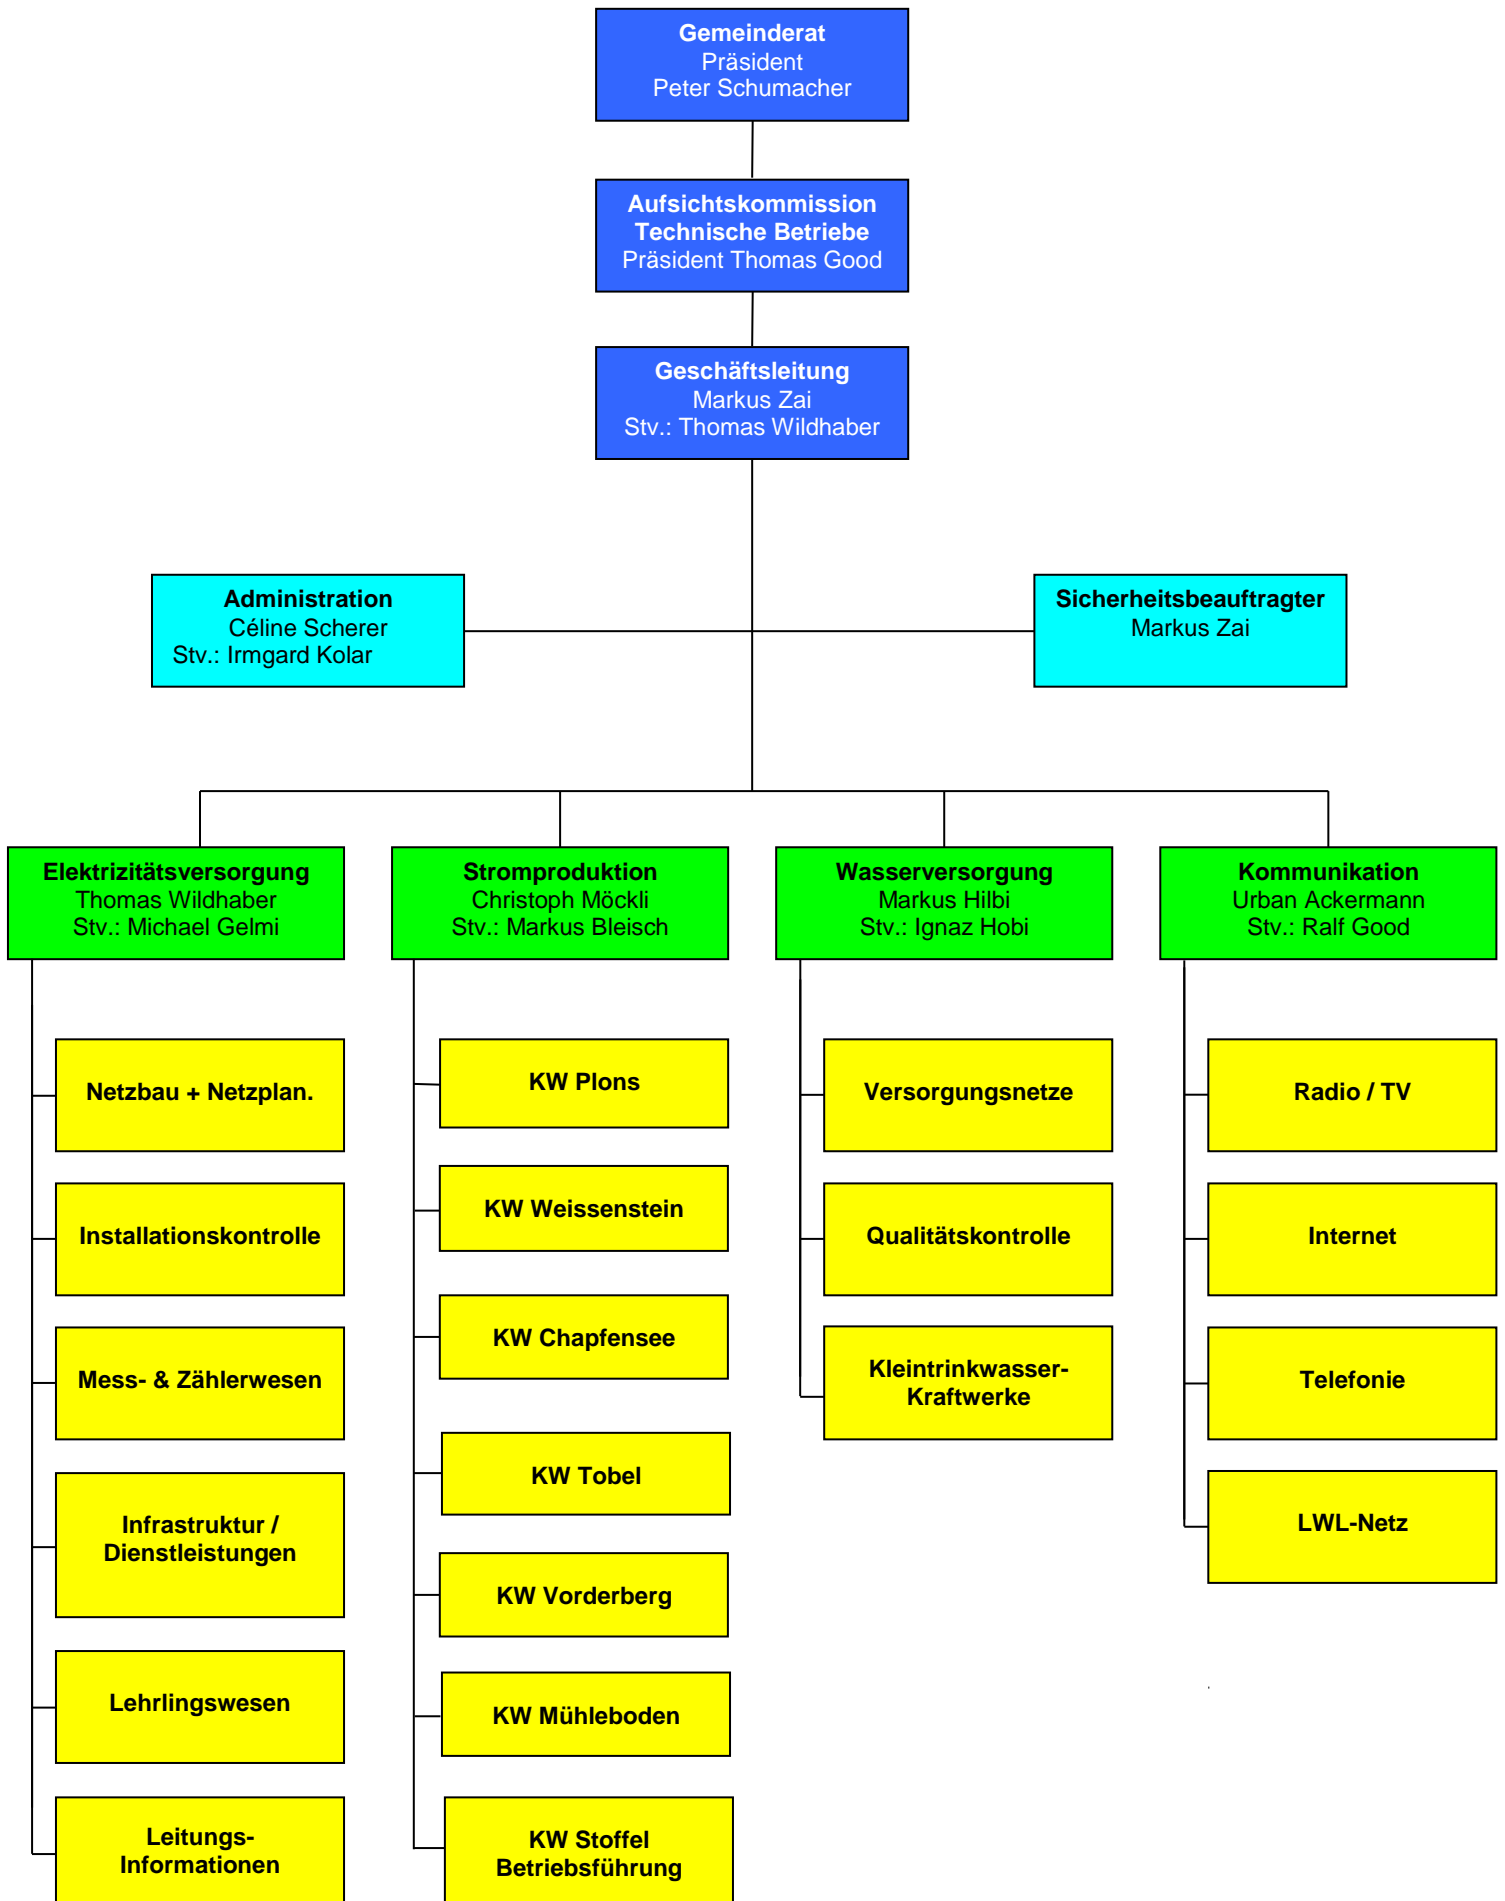 Gemeinderat
Präsident
Peter Schumacher
Aufsichtskommission
Technische Betriebe
Präsident Thomas Good
Geschäftsleitung
Markus Zai
Stv.: Thomas Wildhaber
Administration
Céline Scherer
Stv.: Irmgard Kolar
Sicherheitsbeauftragter
Markus Zai
Elektrizitätsversorgung
Thomas Wildhaber
Stv.: Michael Gelmi
Netzbau + Netzplan.
Installationskontrolle
Mess- & Zählerwesen
Infrastruktur /
Dienstleistungen
Lehrlingswesen
Leitungs-
Informationen
Stromproduktion
Christoph Möckli
Stv.: Markus Bleisch
KW Plons
KW Weissenstein
KW Chapfensee
KW Tobel
KW Vorderberg
KW Mühleboden
KW Stoffel
Betriebsführung
Wasserversorgung
Markus Hilbi
Stv.: Ignaz Hobi
Versorgungsnetze
Qualitätskontrolle
Kleintrinkwasser-
Kraftwerke
Kommunikation
Urban Ackermann
Stv.: Ralf Good
Radio / TV
Internet
Telefonie
LWL-Netz